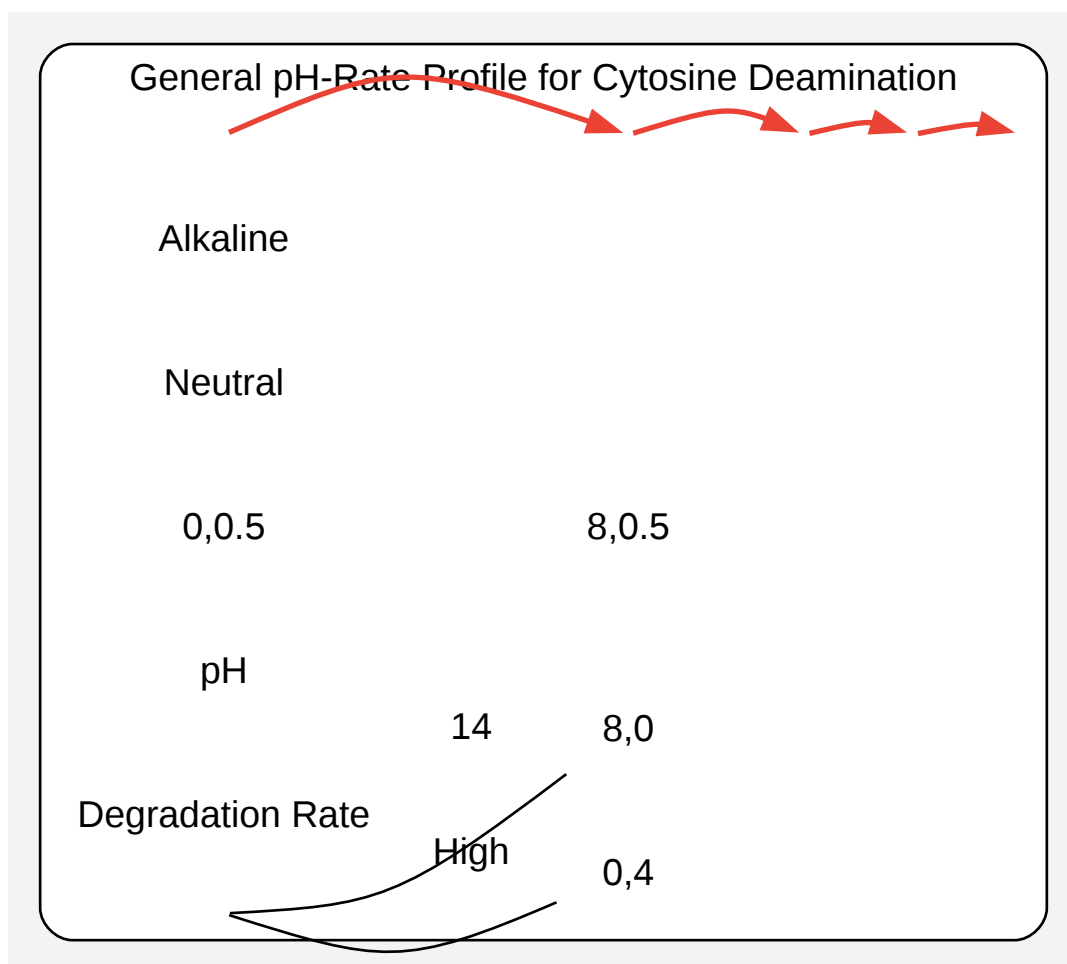 General pH-Rate Profile for Cytosine Deamination
Alkaline
Neutral
0,0.5
8,0.5
pH
14
8,0
Degradation Rate
High
0,4